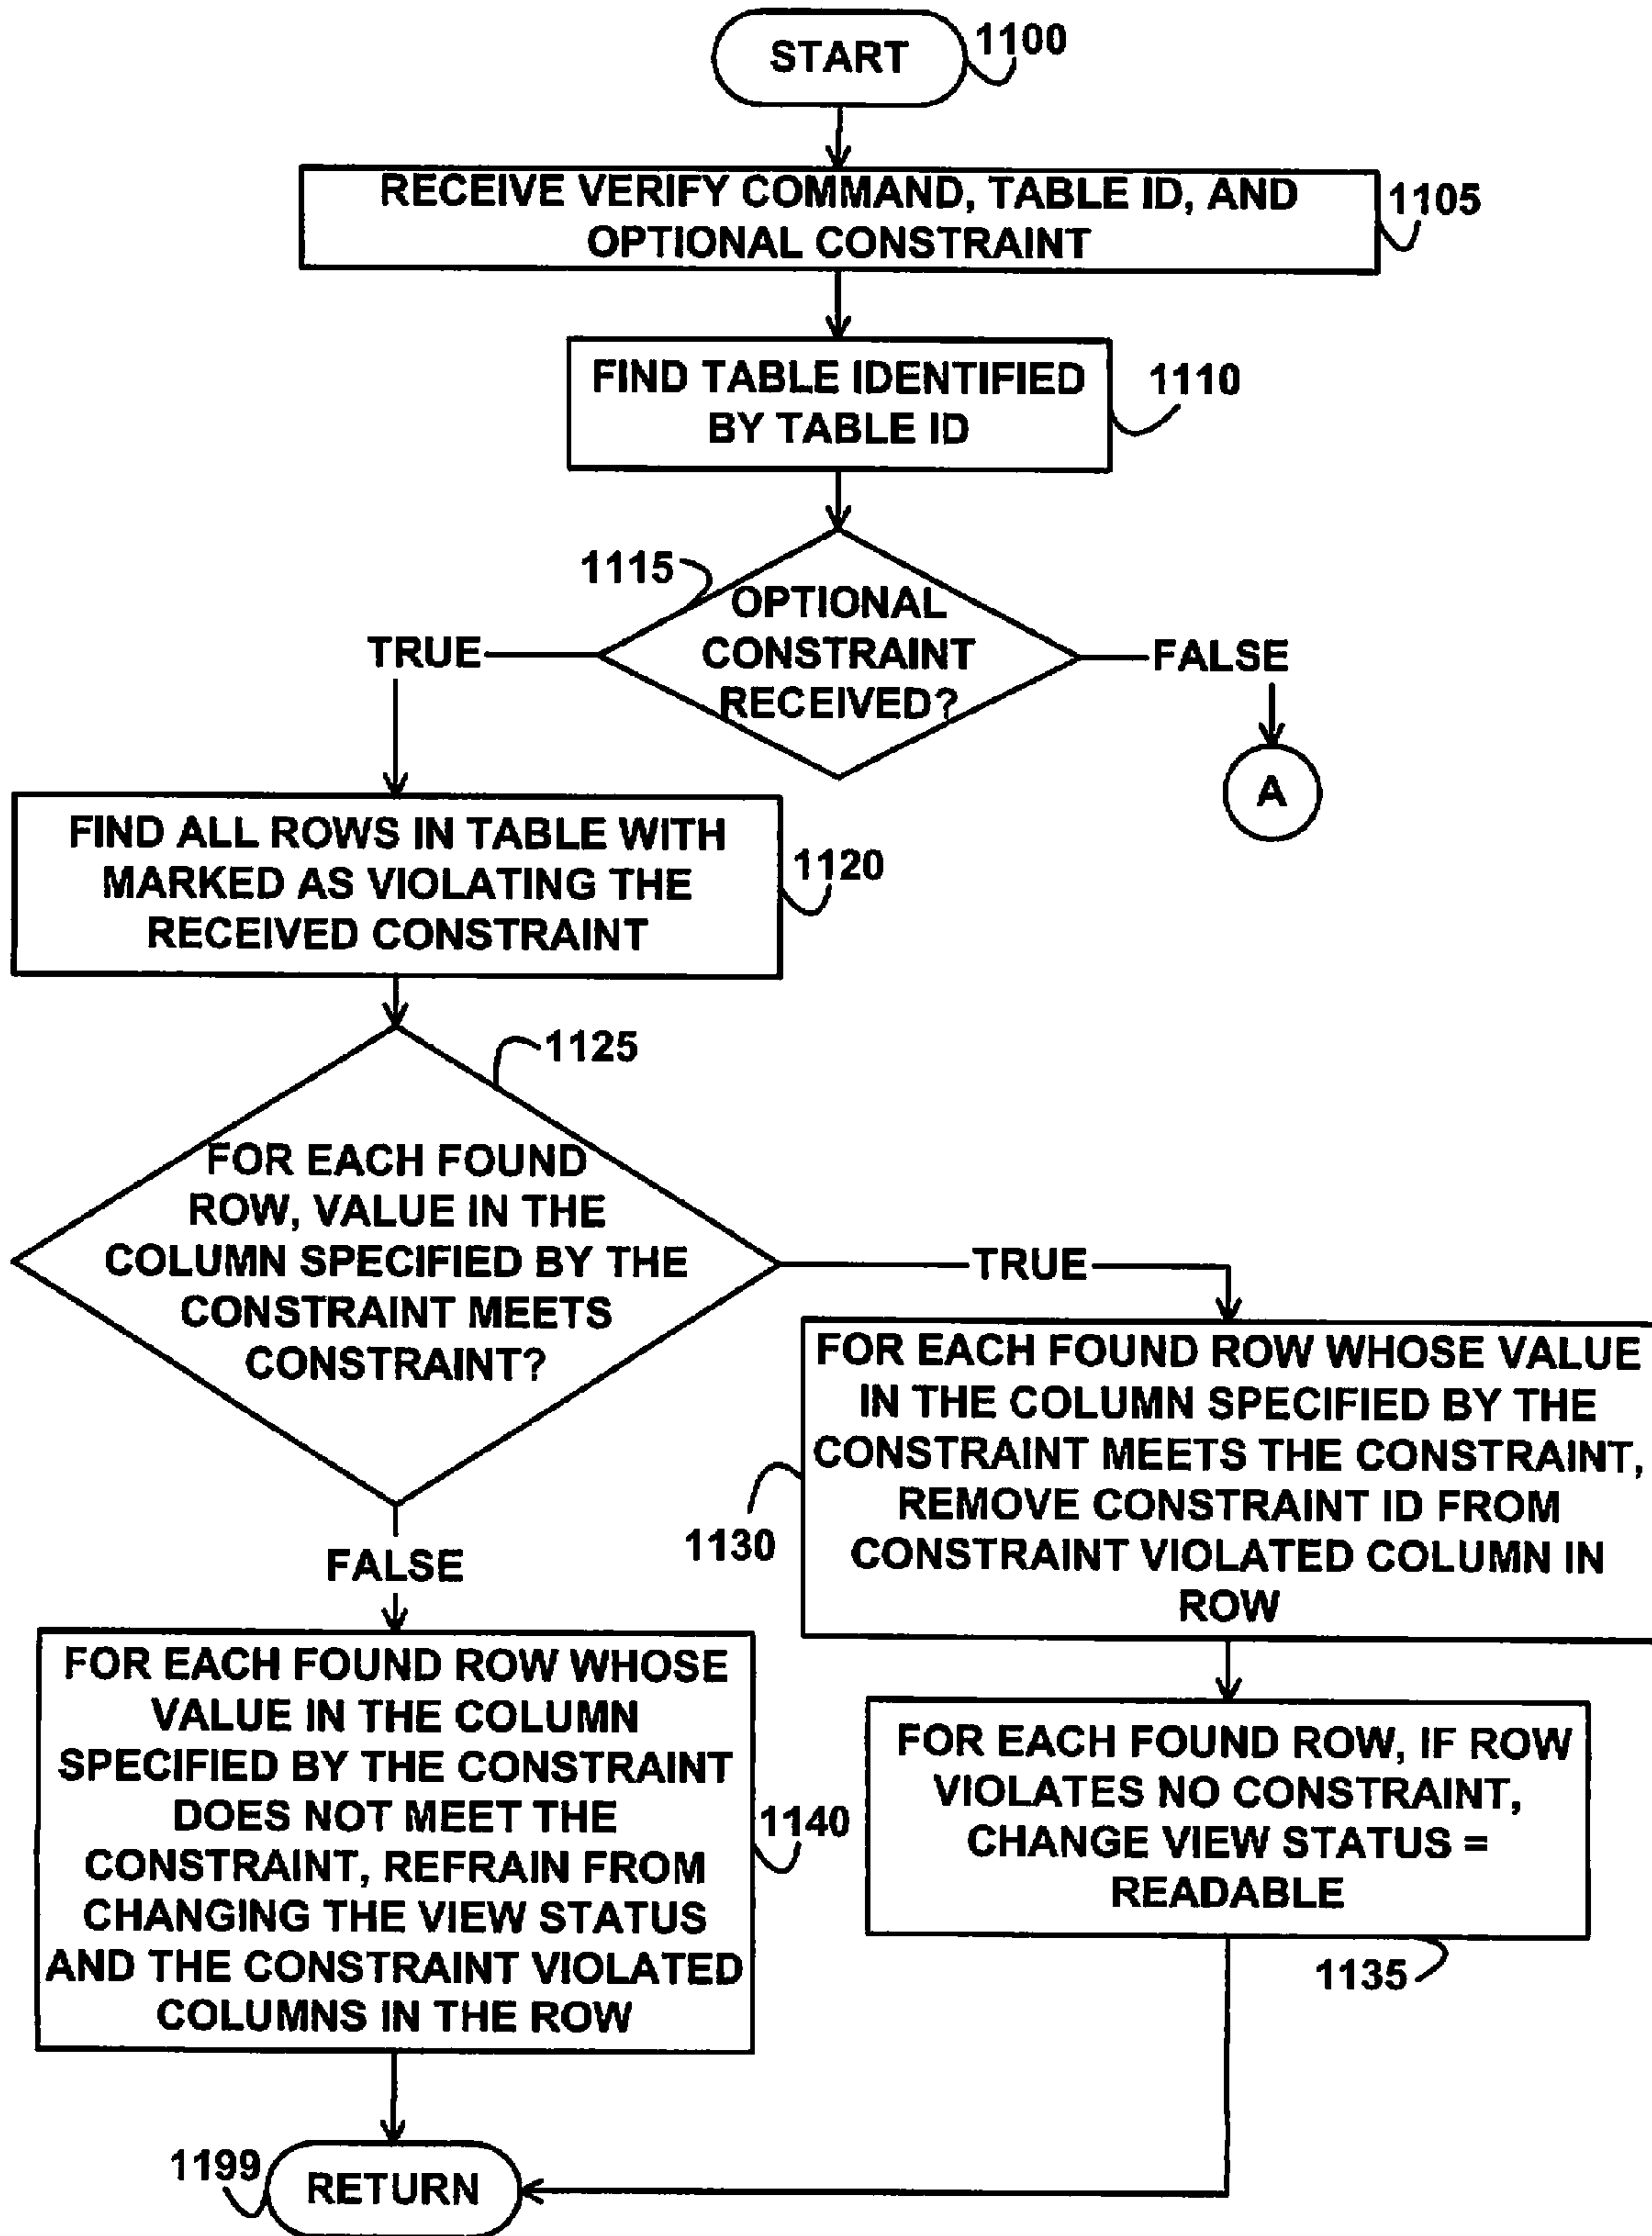 START
1100
RECEIVE VERIFY COMMAND, TABLE ID, AND
OPTIONAL CONSTRAINT
1105
FIND TABLE IDENTIFIED
BY TABLE ID
1110
1115
OPTIONAL
CONSTRAINT
RECEIVED?
TRUE
FALSE
A
FIND ALL ROWS IN TABLE WITH
MARKED AS VIOLATING THE
RECEIVED CONSTRAINT
1120
1125
FOR EACH FOUND
ROW, VALUE IN THE
COLUMN SPECIFIED BY THE
CONSTRAINT MEETS
CONSTRAINT?
TRUE
FOR EACH FOUND ROW WHOSE VALUE
IN THE COLUMN SPECIFIED BY THE
CONSTRAINT MEETS THE CONSTRAINT,
REMOVE CONSTRAINT ID FROM
CONSTRAINT VIOLATED COLUMN IN
ROW
1130
FALSE
FOR EACH FOUND ROW WHOSE
VALUE IN THE COLUMN
SPECIFIED BY THE CONSTRAINT
DOES NOT MEET THE
CONSTRAINT, REFRAIN FROM
CHANGING THE VIEW STATUS
AND THE CONSTRAINT VIOLATED
COLUMNS IN THE ROW
1140
FOR EACH FOUND ROW, IF ROW
VIOLATES NO CONSTRAINT,
CHANGE VIEW STATUS =
READABLE
1135
1199
RETURN